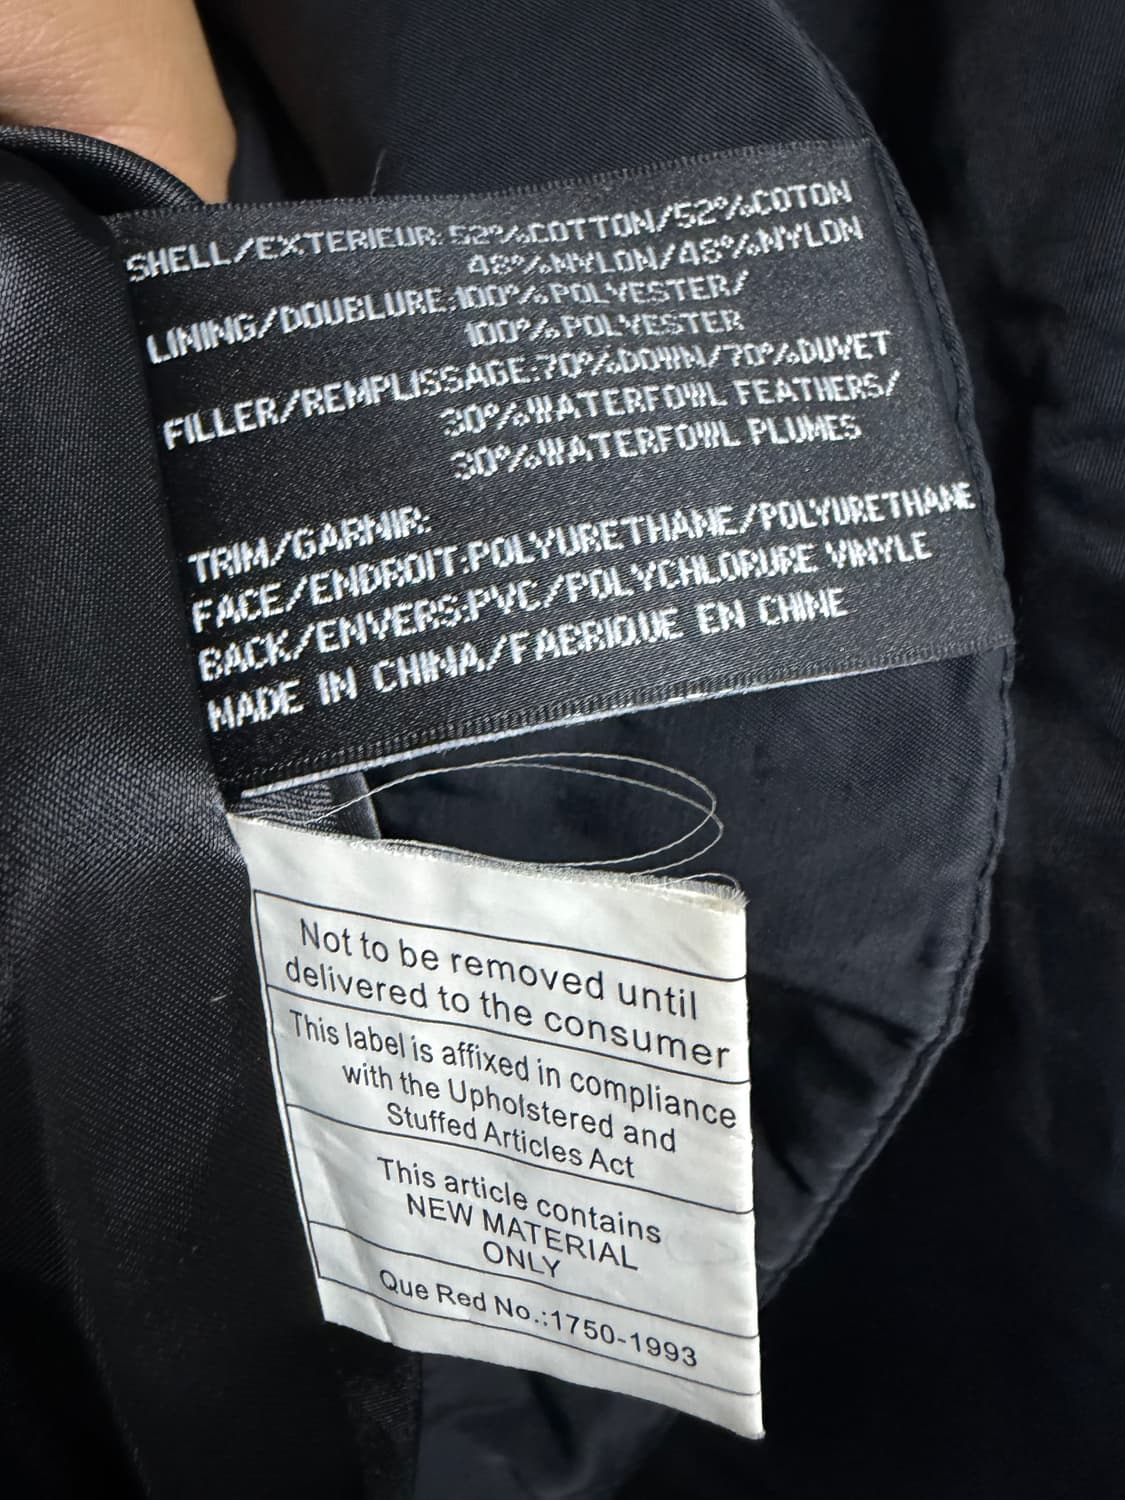 SHELL/EXTERIEUR:52%COTTON/52%COTON
48%NYLON/48%NYLON
LINING/DOUBLURE:100%POLYESTER/
100%POLYESTER
FILLER/REMPLISSAGE:70%DOWN/70%DUVET
30%WATERFOWL FEATHERS/
30%WATERFOWL PLUMES
TRIM/GARNIR:
FACE/ENDROIT:POLYURETHANE/POLYURETHANE
BACK/ENVERS:PVC/POLYCHLORURE VINYLE
MADE IN CHINA/FABRIQUE EN CHINE
Not to be removed until
delivered to the consumer
This label is affixed in compliance
with the Upholstered and
Stuffed Articles Act
This article contains
NEW MATERIAL
ONLY
Que Red No.:1750-1993